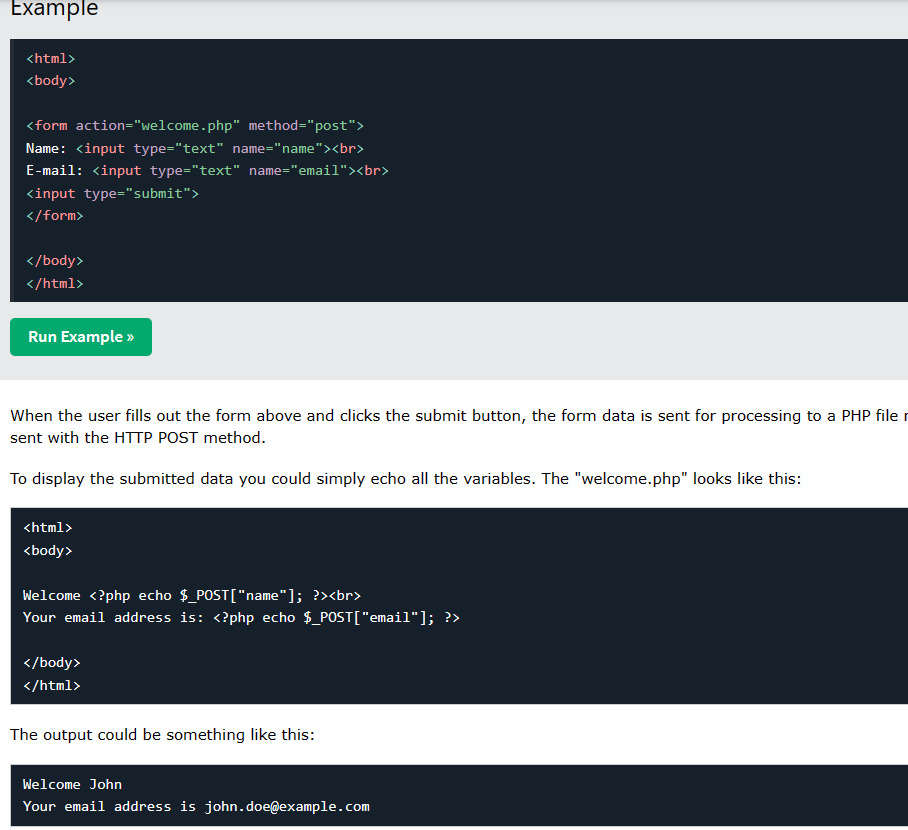 Example
<html>
<body>
<form action="welcome.php" method="post">
Name: <input type="text" name="name"><br>
E-mail: <input type="text" name="email"><br>
<input type="submit">
</form>
</body>
</html>
Run Example »
When the user fills out the form above and clicks the submit button, the form data is sent for processing to a PHP file
sent with the HTTP POST method.
To display the submitted data you could simply echo all the variables. The "welcome.php" looks like this:
<html>
<body>
Welcome <?php echo $_POST["name"]; ?><br>
Your email address is: <?php echo $_POST["email"]; ?>
</body>
</html>
The output could be something like this:
Welcome John
Your email address is john.doe@example.com